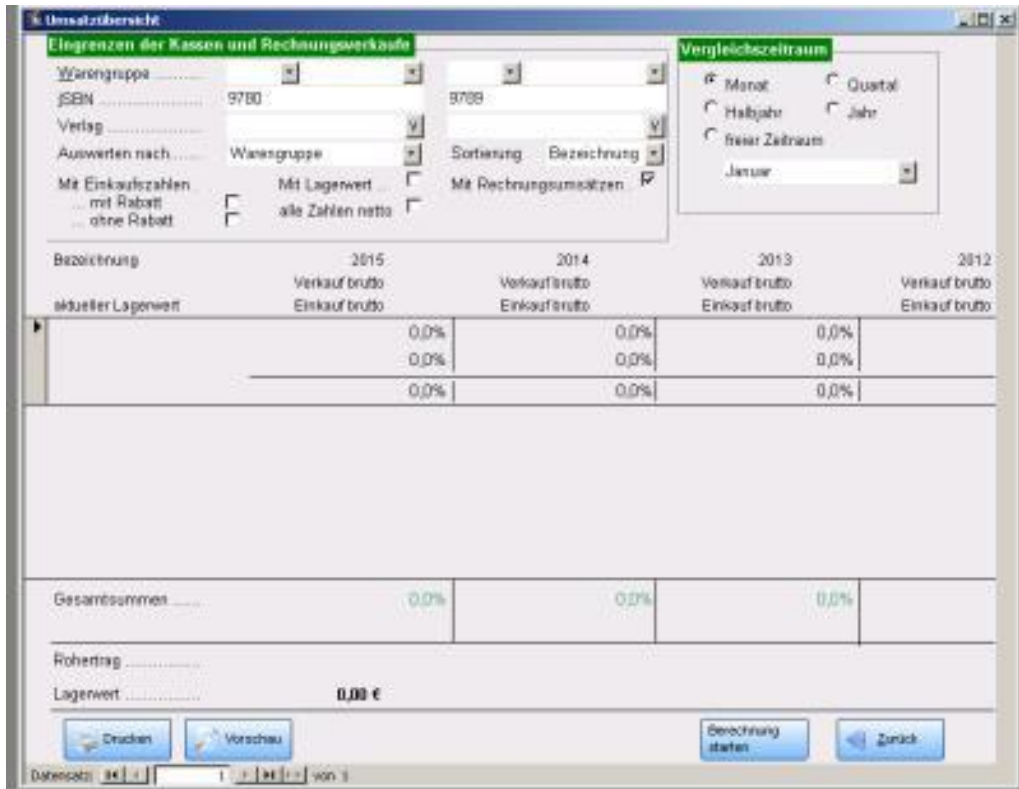 Umsatzübersicht
Eingrenzen der Kassen und Rechnungsverkäufe
Vergleichszeitraum
Warengruppe ..........
Monat Quartal
ISBN .................... 9780 9789
Halbjahr Jahr
Verlag ..................
freier Zeitraum
Auswerten nach ...... Warengruppe Sortierung Bezeichnung
Januar
Mit Einkaufszahlen .. Mit Lagerwert ... Mit Rechnungsumsätzen
... mit Rabatt
alle Zahlen netto
... ohne Rabatt
Bezeichnung 2015 2014 2013 2012
Verkauf brutto Verkauf brutto Verkauf brutto Verkauf brutto
aktueller Lagerwert Einkauf brutto Einkauf brutto Einkauf brutto Einkauf brutto
0,0% 0,0% 0,0%
0,0% 0,0% 0,0%
0,0% 0,0% 0,0%
Gesamtsummen ...... 0,0% 0,0% 0,0%
Rohertrag ...............
Lagerwert ............... 0,00 €
Drucken Vorschau Berechnung starten Zurück
Datensatz: 1 von 1